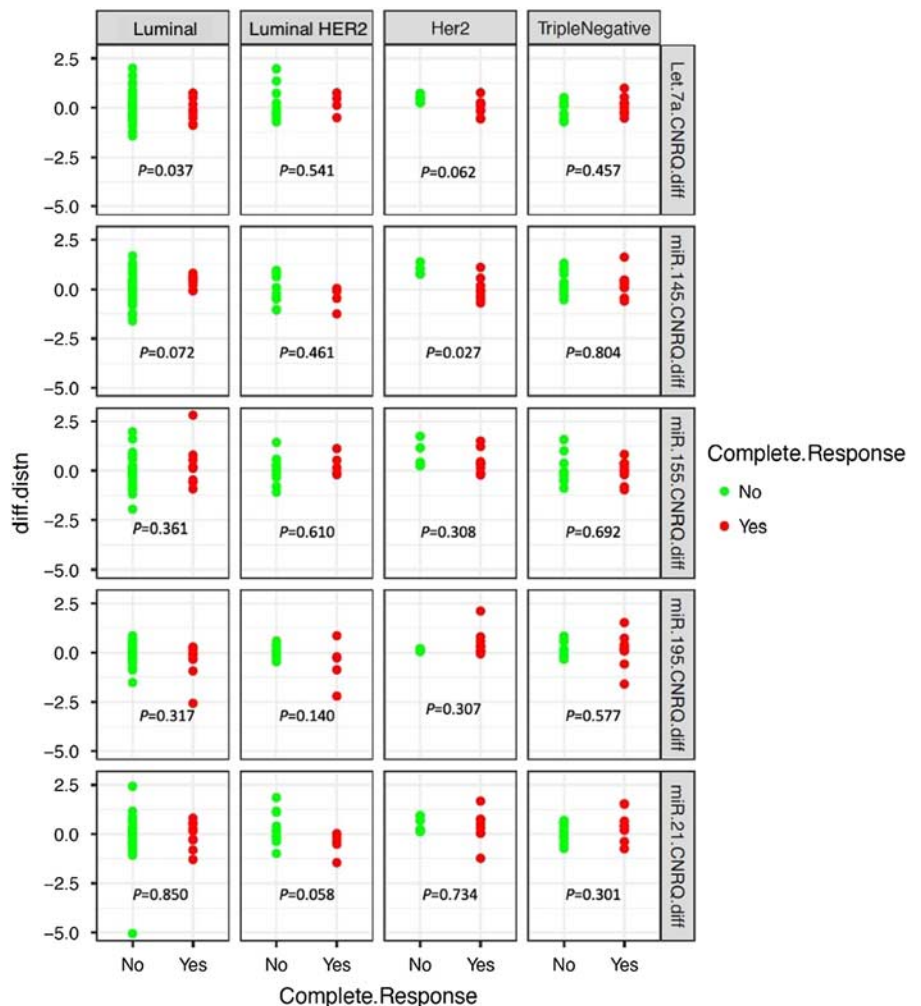 Luminal Luminal HER2 Her2 TripleNegative
2.5
0.0
−2.5
−5.0
P=0.037 P=0.541 P=0.062 P=0.457
Let.7a.CNRQ.diff
2.5
0.0
−2.5
−5.0
P=0.072 P=0.461 P=0.027 P=0.804
miR.145.CNRQ.diff
2.5
0.0
−2.5
−5.0
P=0.361 P=0.610 P=0.308 P=0.692
miR.155.CNRQ.diff
2.5
0.0
−2.5
−5.0
P=0.317 P=0.140 P=0.307 P=0.577
miR.195.CNRQ.diff
2.5
0.0
−2.5
−5.0
P=0.850 P=0.058 P=0.734 P=0.301
miR.21.CNRQ.diff
diff.distn
No Yes No Yes No Yes No Yes
Complete.Response
Complete.Response
No
Yes